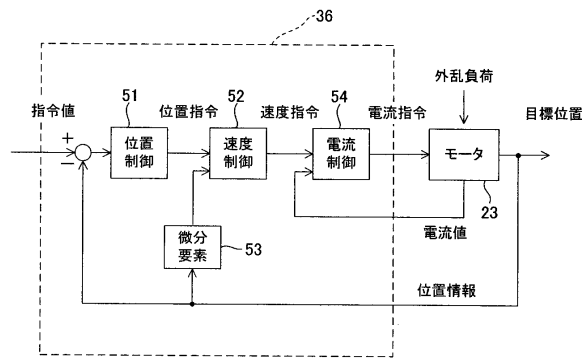 36
指令値
+
−
51
位置
制御
位置指令
52
速度
制御
速度指令
54
電流
制御
電流指令
外乱負荷
モータ
23
目標位置
微分
要素
53
電流値
位置情報